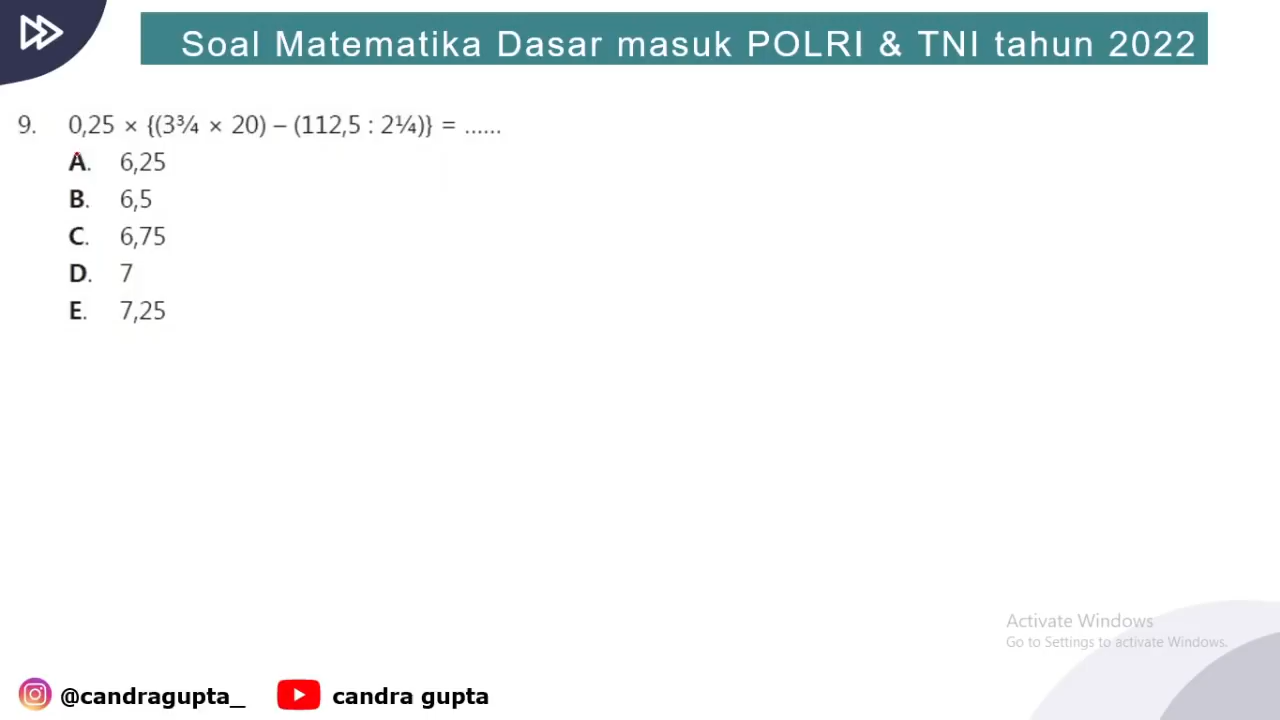 Soal Matematika Dasar masuk POLRI & TNI tahun 2022
9. 0,25 × {(3¾ × 20) – (112,5 : 2¼)} = ......
A. 6,25
B. 6,5
C. 6,75
D. 7
E. 7,25
Activate Windows
Go to Settings to activate Windows.
@candragupta_ candra gupta